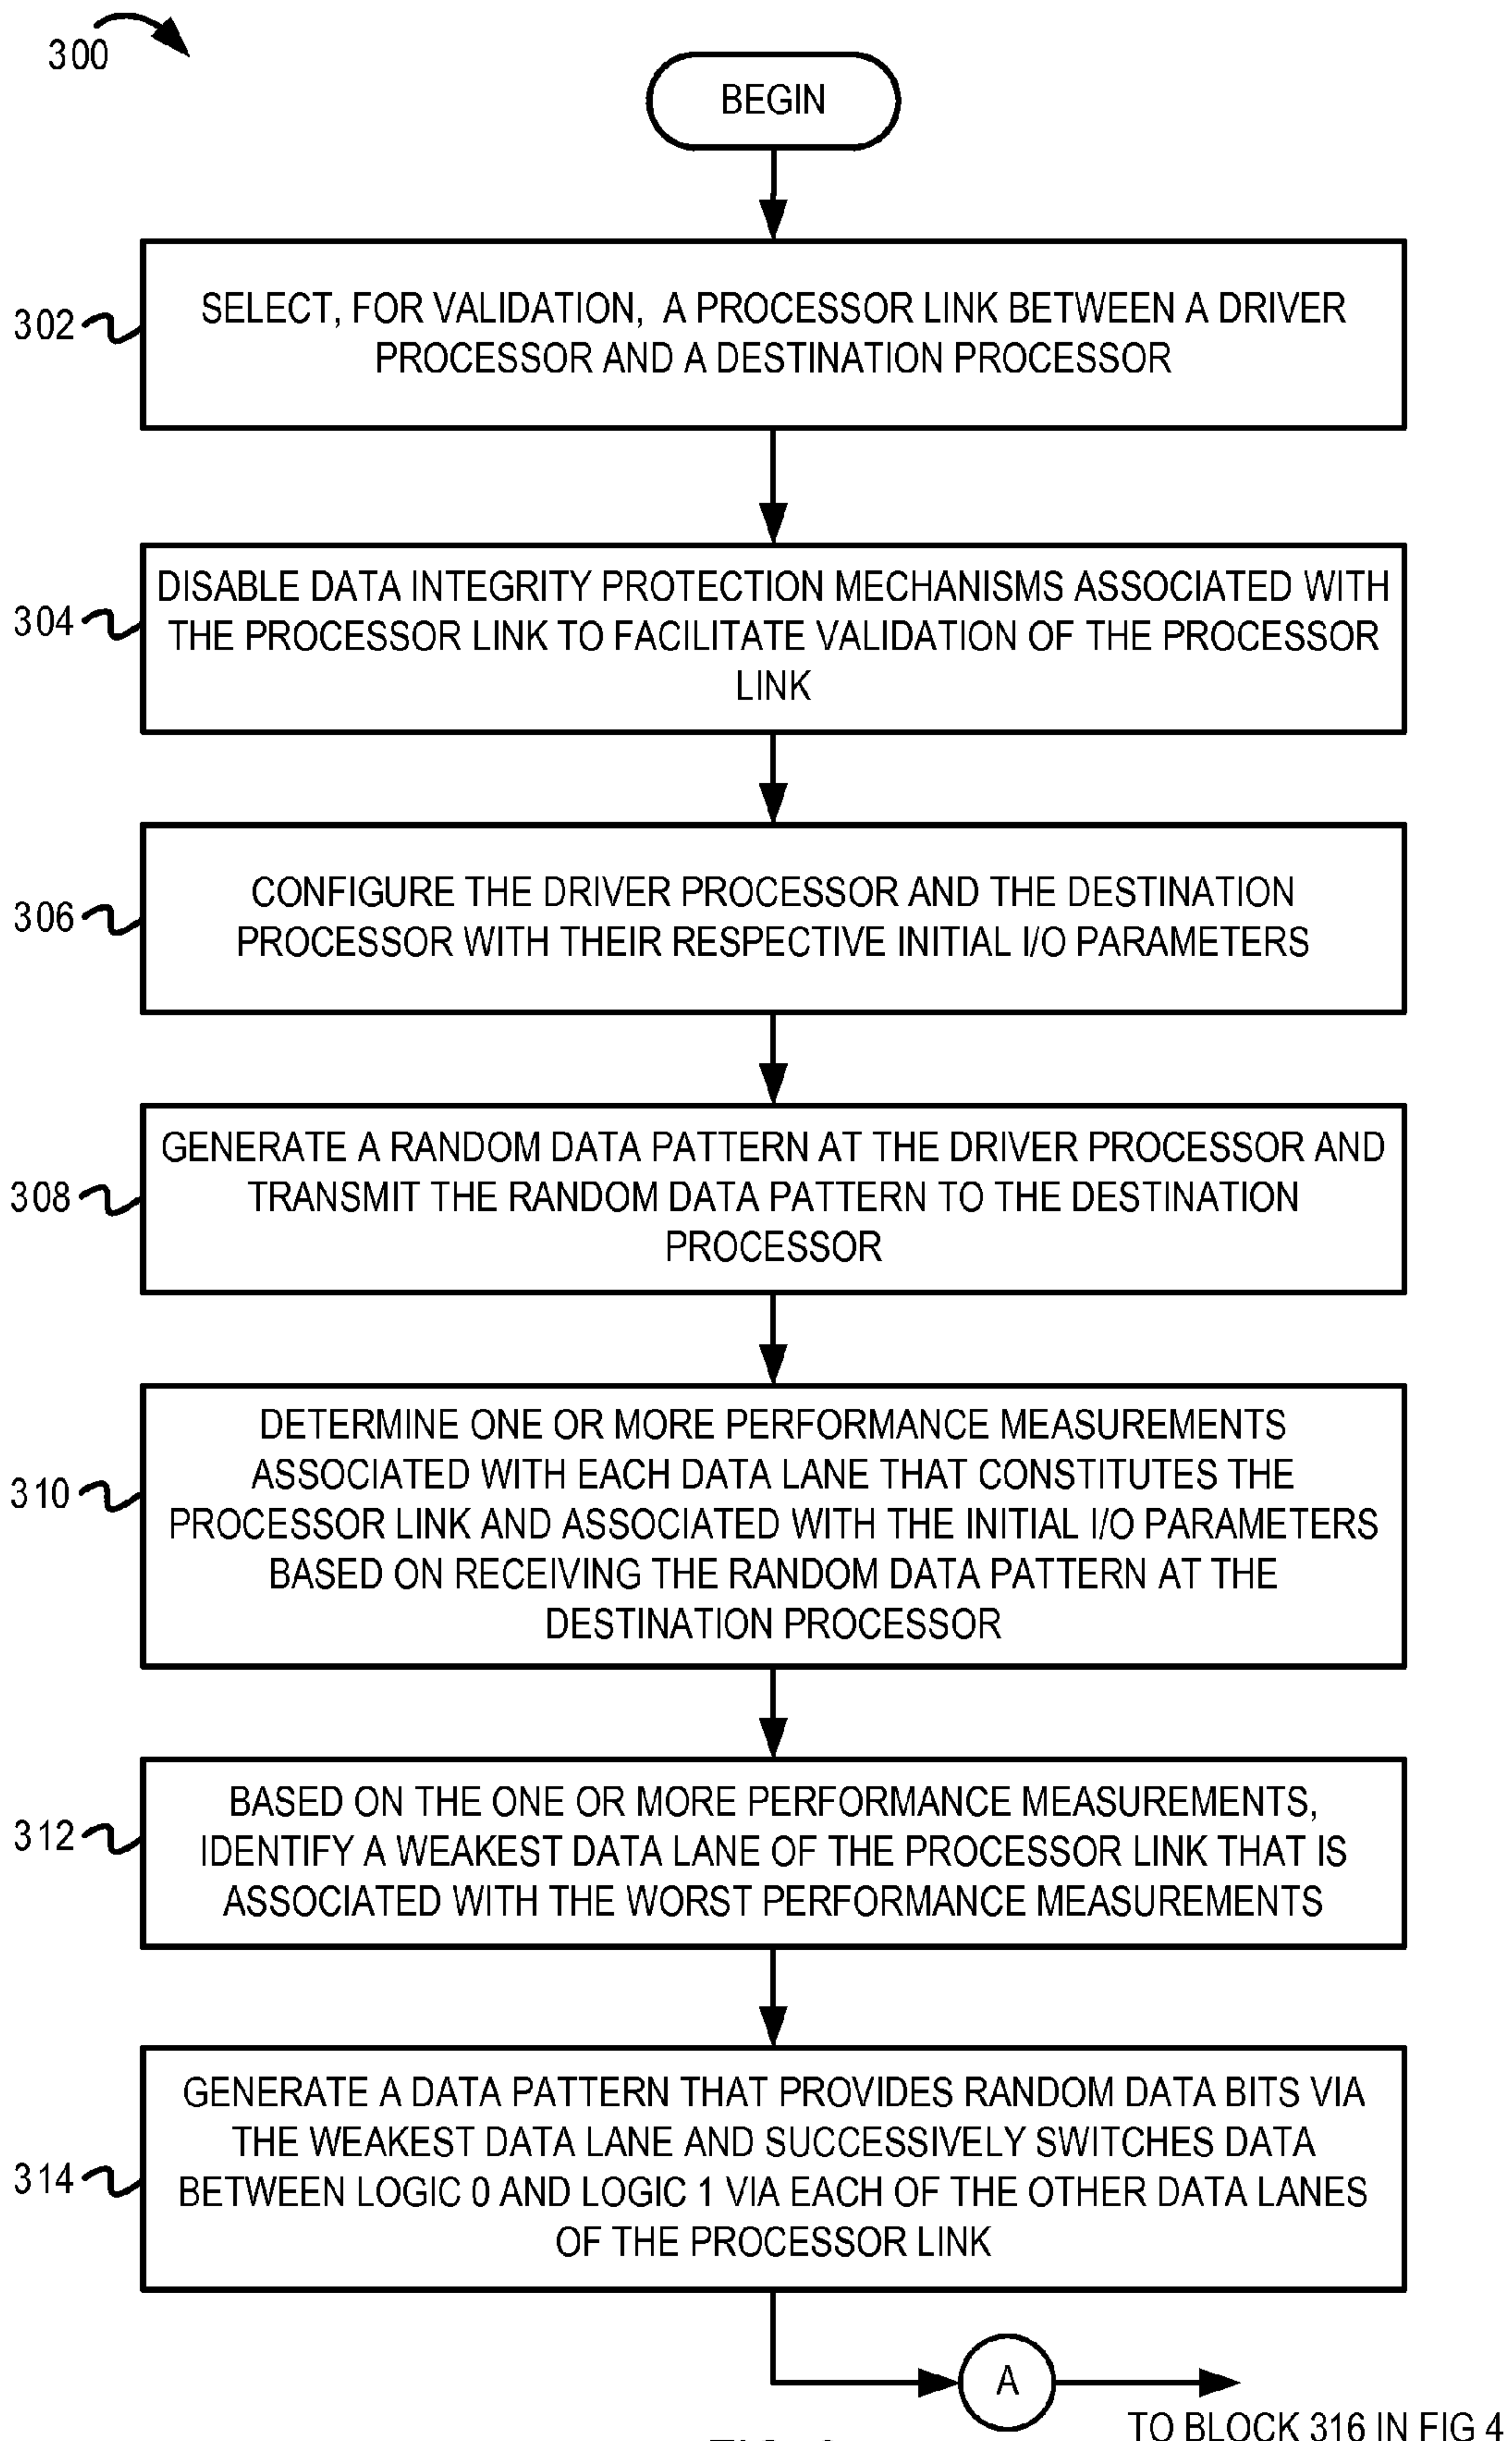 300
BEGIN
302
SELECT, FOR VALIDATION, A PROCESSOR LINK BETWEEN A DRIVER
PROCESSOR AND A DESTINATION PROCESSOR
304
DISABLE DATA INTEGRITY PROTECTION MECHANISMS ASSOCIATED WITH
THE PROCESSOR LINK TO FACILITATE VALIDATION OF THE PROCESSOR
LINK
306
CONFIGURE THE DRIVER PROCESSOR AND THE DESTINATION
PROCESSOR WITH THEIR RESPECTIVE INITIAL I/O PARAMETERS
308
GENERATE A RANDOM DATA PATTERN AT THE DRIVER PROCESSOR AND
TRANSMIT THE RANDOM DATA PATTERN TO THE DESTINATION
PROCESSOR
310
DETERMINE ONE OR MORE PERFORMANCE MEASUREMENTS
ASSOCIATED WITH EACH DATA LANE THAT CONSTITUTES THE
PROCESSOR LINK AND ASSOCIATED WITH THE INITIAL I/O PARAMETERS
BASED ON RECEIVING THE RANDOM DATA PATTERN AT THE
DESTINATION PROCESSOR
312
BASED ON THE ONE OR MORE PERFORMANCE MEASUREMENTS,
IDENTIFY A WEAKEST DATA LANE OF THE PROCESSOR LINK THAT IS
ASSOCIATED WITH THE WORST PERFORMANCE MEASUREMENTS
314
GENERATE A DATA PATTERN THAT PROVIDES RANDOM DATA BITS VIA
THE WEAKEST DATA LANE AND SUCCESSIVELY SWITCHES DATA
BETWEEN LOGIC 0 AND LOGIC 1 VIA EACH OF THE OTHER DATA LANES
OF THE PROCESSOR LINK
A
TO BLOCK 316 IN FIG 4